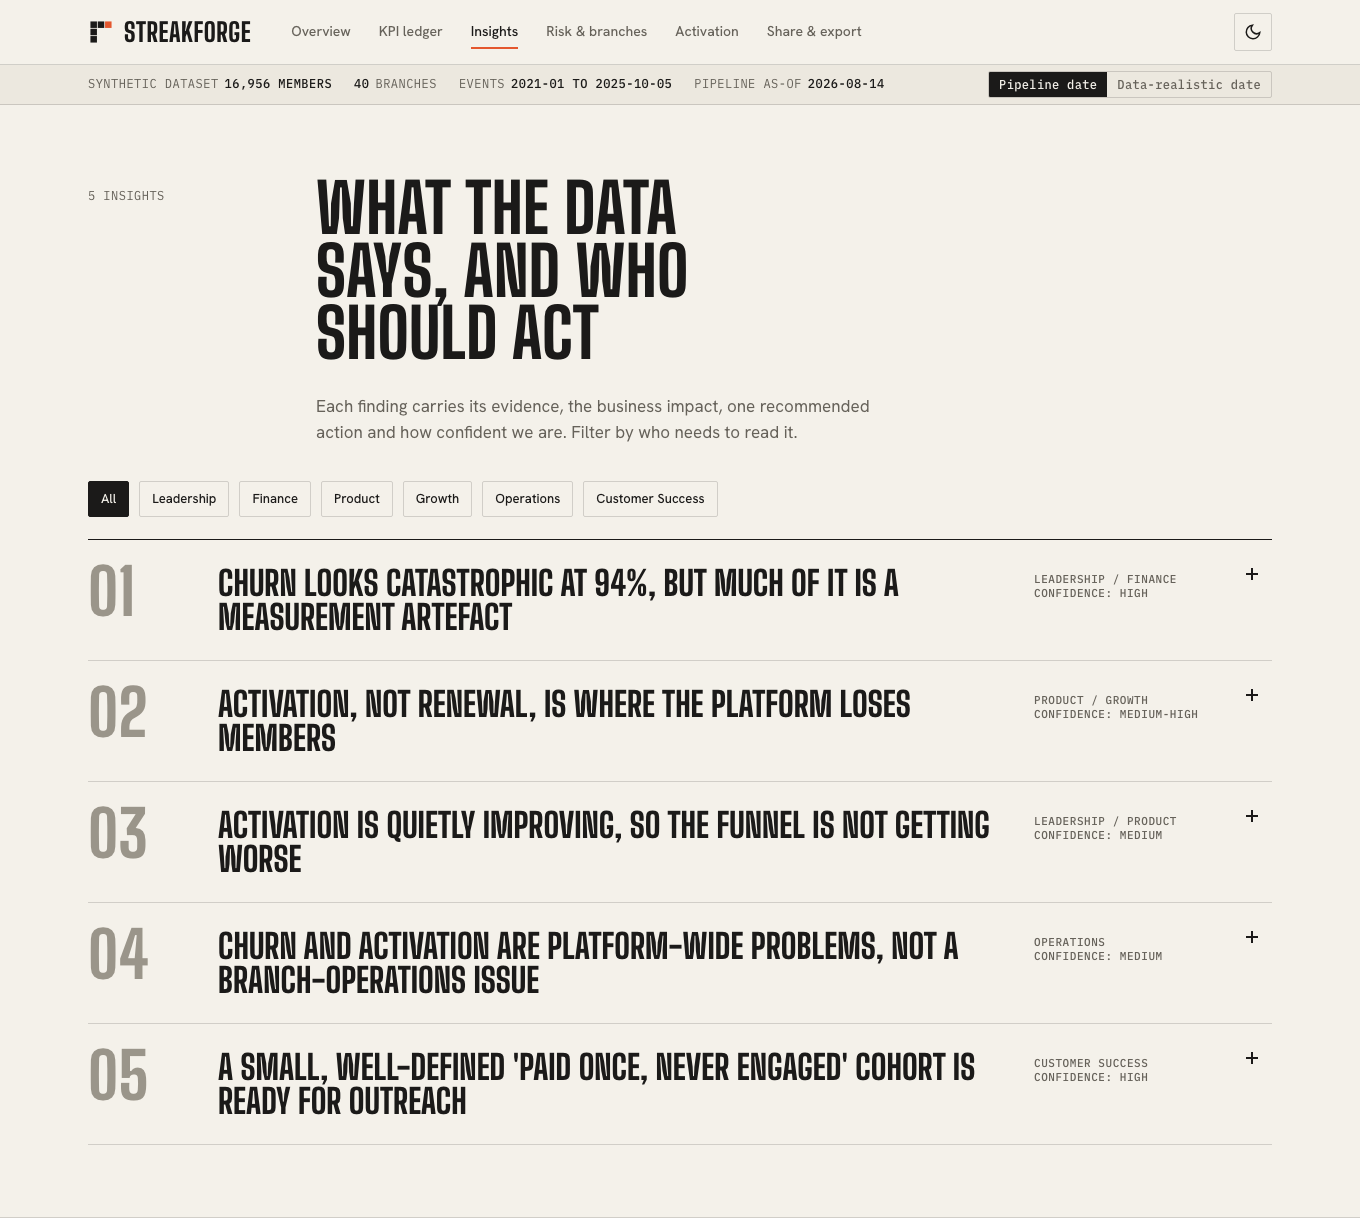 STREAKFORGE
Overview KPI ledger Insights Risk & branches Activation Share & export
SYNTHETIC DATASET 16,956 MEMBERS 40 BRANCHES EVENTS 2021-01 TO 2025-10-05 PIPELINE AS-OF 2026-08-14 Pipeline date Data-realistic date
5 INSIGHTS
WHAT THE DATA
SAYS, AND WHO
SHOULD ACT
Each finding carries its evidence, the business impact, one recommended
action and how confident we are. Filter by who needs to read it.
All Leadership Finance Product Growth Operations Customer Success
01
CHURN LOOKS CATASTROPHIC AT 94%, BUT MUCH OF IT IS A
MEASUREMENT ARTEFACT
LEADERSHIP / FINANCE
CONFIDENCE: HIGH
+
02
ACTIVATION, NOT RENEWAL, IS WHERE THE PLATFORM LOSES
MEMBERS
PRODUCT / GROWTH
CONFIDENCE: MEDIUM-HIGH
+
03
ACTIVATION IS QUIETLY IMPROVING, SO THE FUNNEL IS NOT GETTING
WORSE
LEADERSHIP / PRODUCT
CONFIDENCE: MEDIUM
+
04
CHURN AND ACTIVATION ARE PLATFORM-WIDE PROBLEMS, NOT A
BRANCH-OPERATIONS ISSUE
OPERATIONS
CONFIDENCE: MEDIUM
+
05
A SMALL, WELL-DEFINED 'PAID ONCE, NEVER ENGAGED' COHORT IS
READY FOR OUTREACH
CUSTOMER SUCCESS
CONFIDENCE: HIGH
+